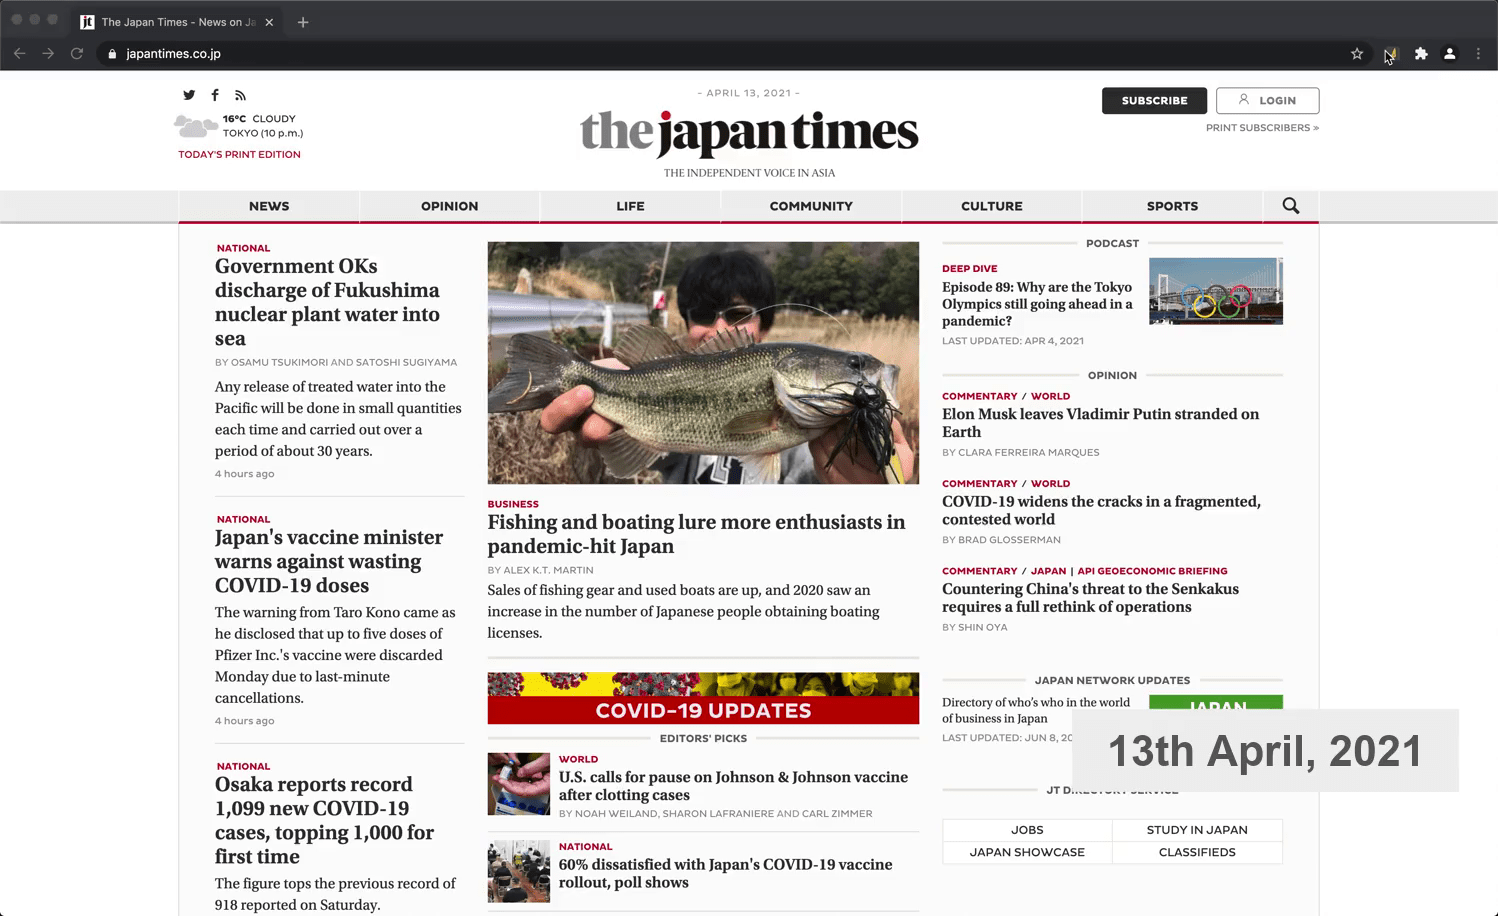 The Japan Times - News on Ja
japantimes.co.jp
16°C CLOUDY
TOKYO (10 p.m.)
TODAY'S PRINT EDITION
- APRIL 13, 2021 -
the japan times
THE INDEPENDENT VOICE IN ASIA
SUBSCRIBE
LOGIN
PRINT SUBSCRIBERS »
NEWS
OPINION
LIFE
COMMUNITY
CULTURE
SPORTS
NATIONAL
Government OKs
discharge of Fukushima
nuclear plant water into
sea
BY OSAMU TSUKIMORI AND SATOSHI SUGIYAMA
Any release of treated water into the
Pacific will be done in small quantities
each time and carried out over a
period of about 30 years.
4 hours ago
NATIONAL
Japan's vaccine minister
warns against wasting
COVID-19 doses
The warning from Taro Kono came as
he disclosed that up to five doses of
Pfizer Inc.'s vaccine were discarded
Monday due to last-minute
cancellations.
4 hours ago
NATIONAL
Osaka reports record
1,099 new COVID-19
cases, topping 1,000 for
first time
The figure tops the previous record of
918 reported on Saturday.
BUSINESS
Fishing and boating lure more enthusiasts in
pandemic-hit Japan
BY ALEX K.T. MARTIN
Sales of fishing gear and used boats are up, and 2020 saw an
increase in the number of Japanese people obtaining boating
licenses.
COVID-19 UPDATES
EDITORS' PICKS
WORLD
U.S. calls for pause on Johnson & Johnson vaccine
after clotting cases
BY NOAH WEILAND, SHARON LAFRANIERE AND CARL ZIMMER
NATIONAL
60% dissatisfied with Japan's COVID-19 vaccine
rollout, poll shows
PODCAST
DEEP DIVE
Episode 89: Why are the Tokyo
Olympics still going ahead in a
pandemic?
LAST UPDATED: APR 4, 2021
OPINION
COMMENTARY / WORLD
Elon Musk leaves Vladimir Putin stranded on
Earth
BY CLARA FERREIRA MARQUES
COMMENTARY / WORLD
COVID-19 widens the cracks in a fragmented,
contested world
BY BRAD GLOSSERMAN
COMMENTARY / JAPAN | API GEOECONOMIC BRIEFING
Countering China's threat to the Senkakus
requires a full rethink of operations
BY SHIN OYA
JAPAN NETWORK UPDATES
Directory of who's who in the world
of business in Japan
LAST UPDATED: JUN 8, 20
JAPAN
13th April, 2021
JT DIRECTORY SERVICE
JOBS
STUDY IN JAPAN
JAPAN SHOWCASE
CLASSIFIEDS